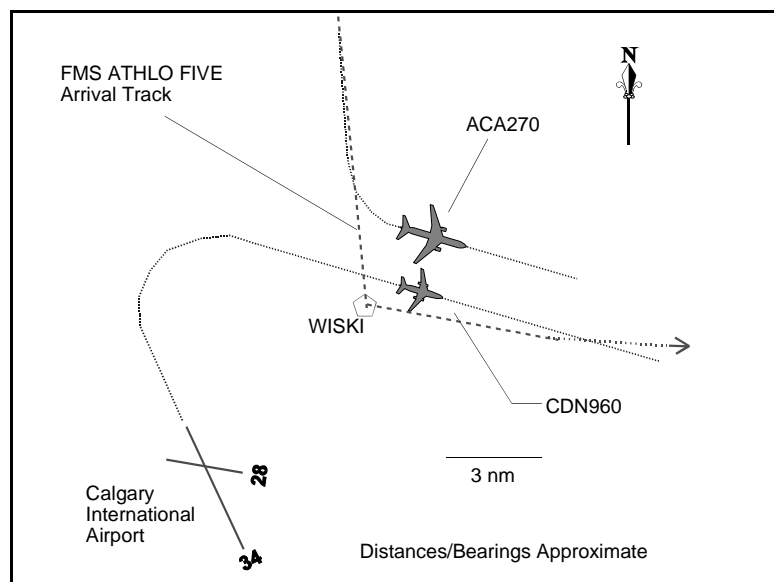 FMS ATHLO FIVE
Arrival Track
N
ACA270
WISKI
CDN960
3 nm
28
34
Calgary
International
Airport
Distances/Bearings Approximate